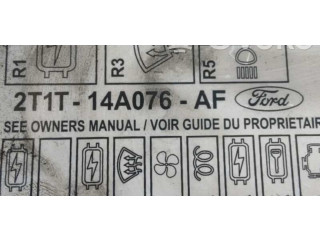 R1 R3 R5
2T1T - 14A076 - AF Ford
SEE OWNERS MANUAL / VOIR GUIDE DU PROPRIETAIR